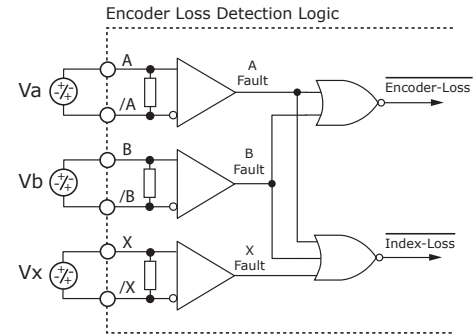 Encoder Loss Detection Logic
A
A
Fault
Encoder-Loss
Va
/A
B
B
Fault
Vb
/B
X
X
Fault
Index-Loss
Vx
/X